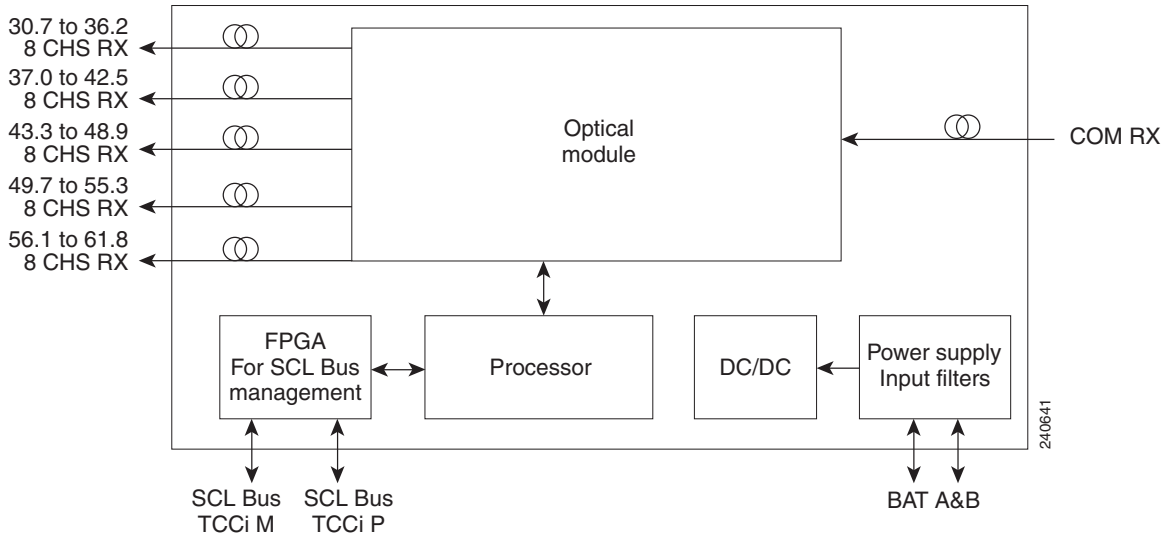 30.7 to 36.2
8 CHS RX
37.0 to 42.5
8 CHS RX
43.3 to 48.9
8 CHS RX
49.7 to 55.3
8 CHS RX
56.1 to 61.8
8 CHS RX
Optical
module
COM RX
FPGA
For SCL Bus
management
Processor
DC/DC
Power supply
Input filters
240641
SCL Bus
TCCi M
SCL Bus
TCCi P
BAT A&B